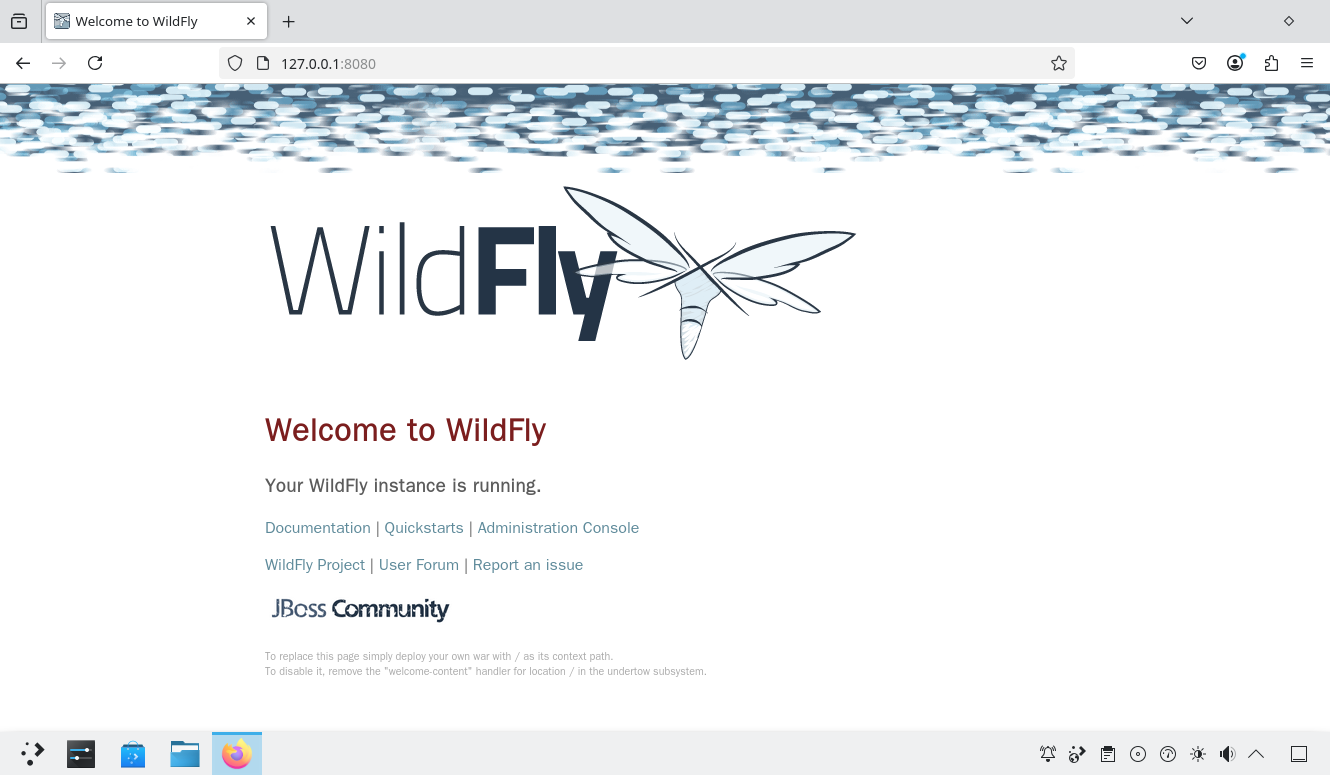 Welcome to WildFly
127.0.0.1:8080
WildFly
Welcome to WildFly
Your WildFly instance is running.
Documentation | Quickstarts | Administration Console
WildFly Project | User Forum | Report an issue
JBoss Community
To replace this page simply deploy your own war with / as its context path.
To disable it, remove the "welcome-content" handler for location / in the undertow subsystem.